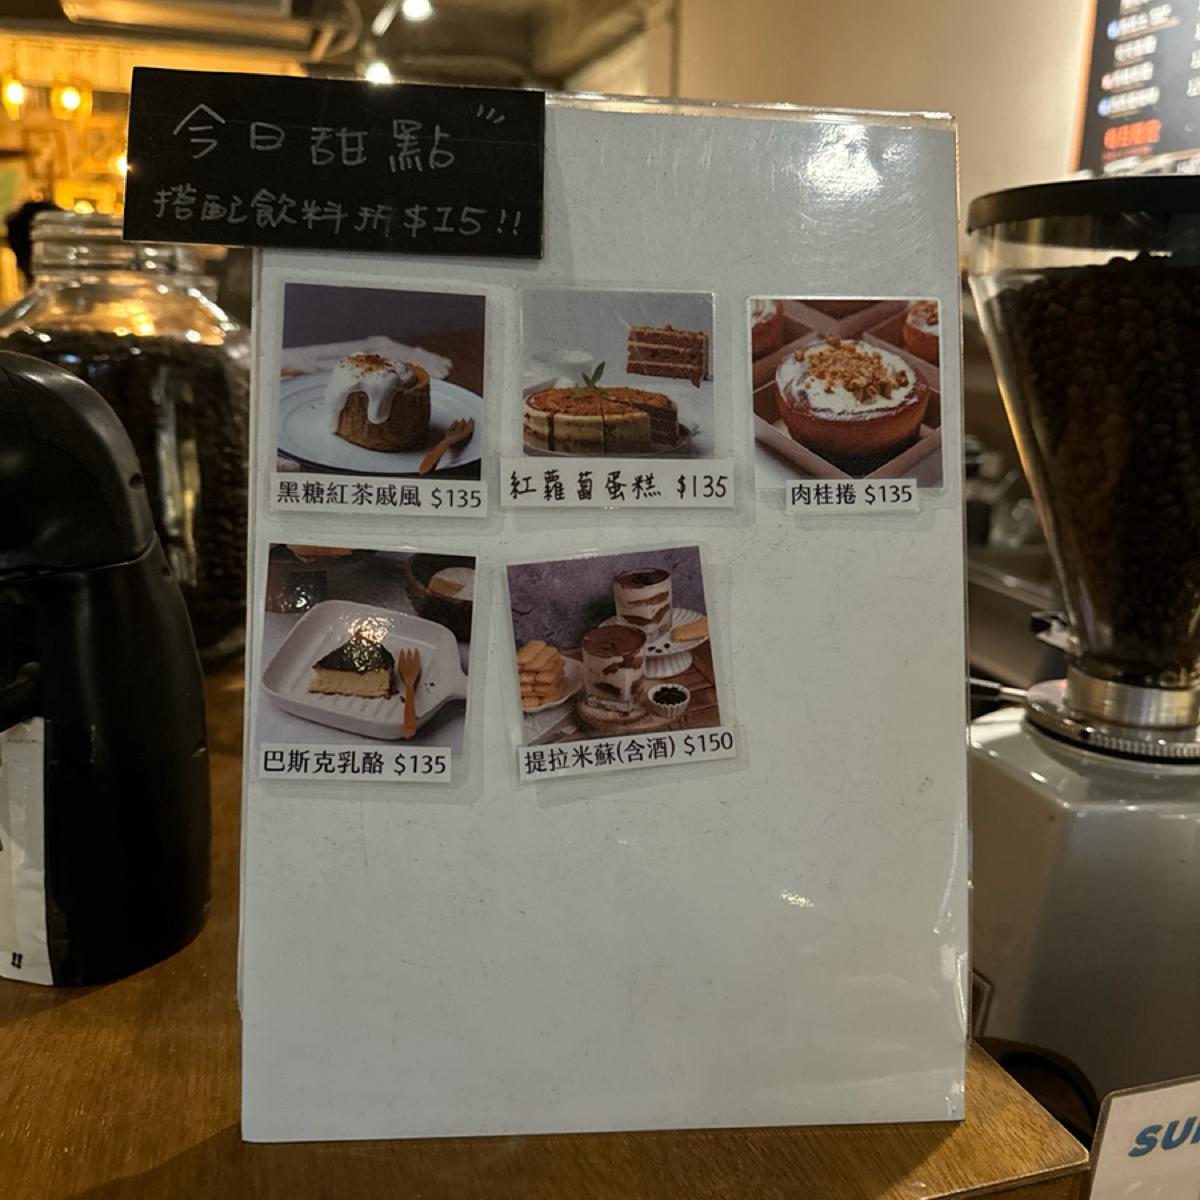 今日甜點
搭配飲料折$15!!
黑糖紅茶戚風 $135
紅蘿蔔蛋糕 $135
肉桂捲 $135
巴斯克乳酪 $135
提拉米蘇(含酒) $150